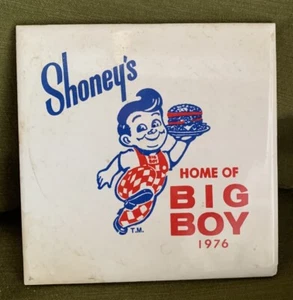 Shoney's
HOME OF
BIG
BOY
1976
T.M.